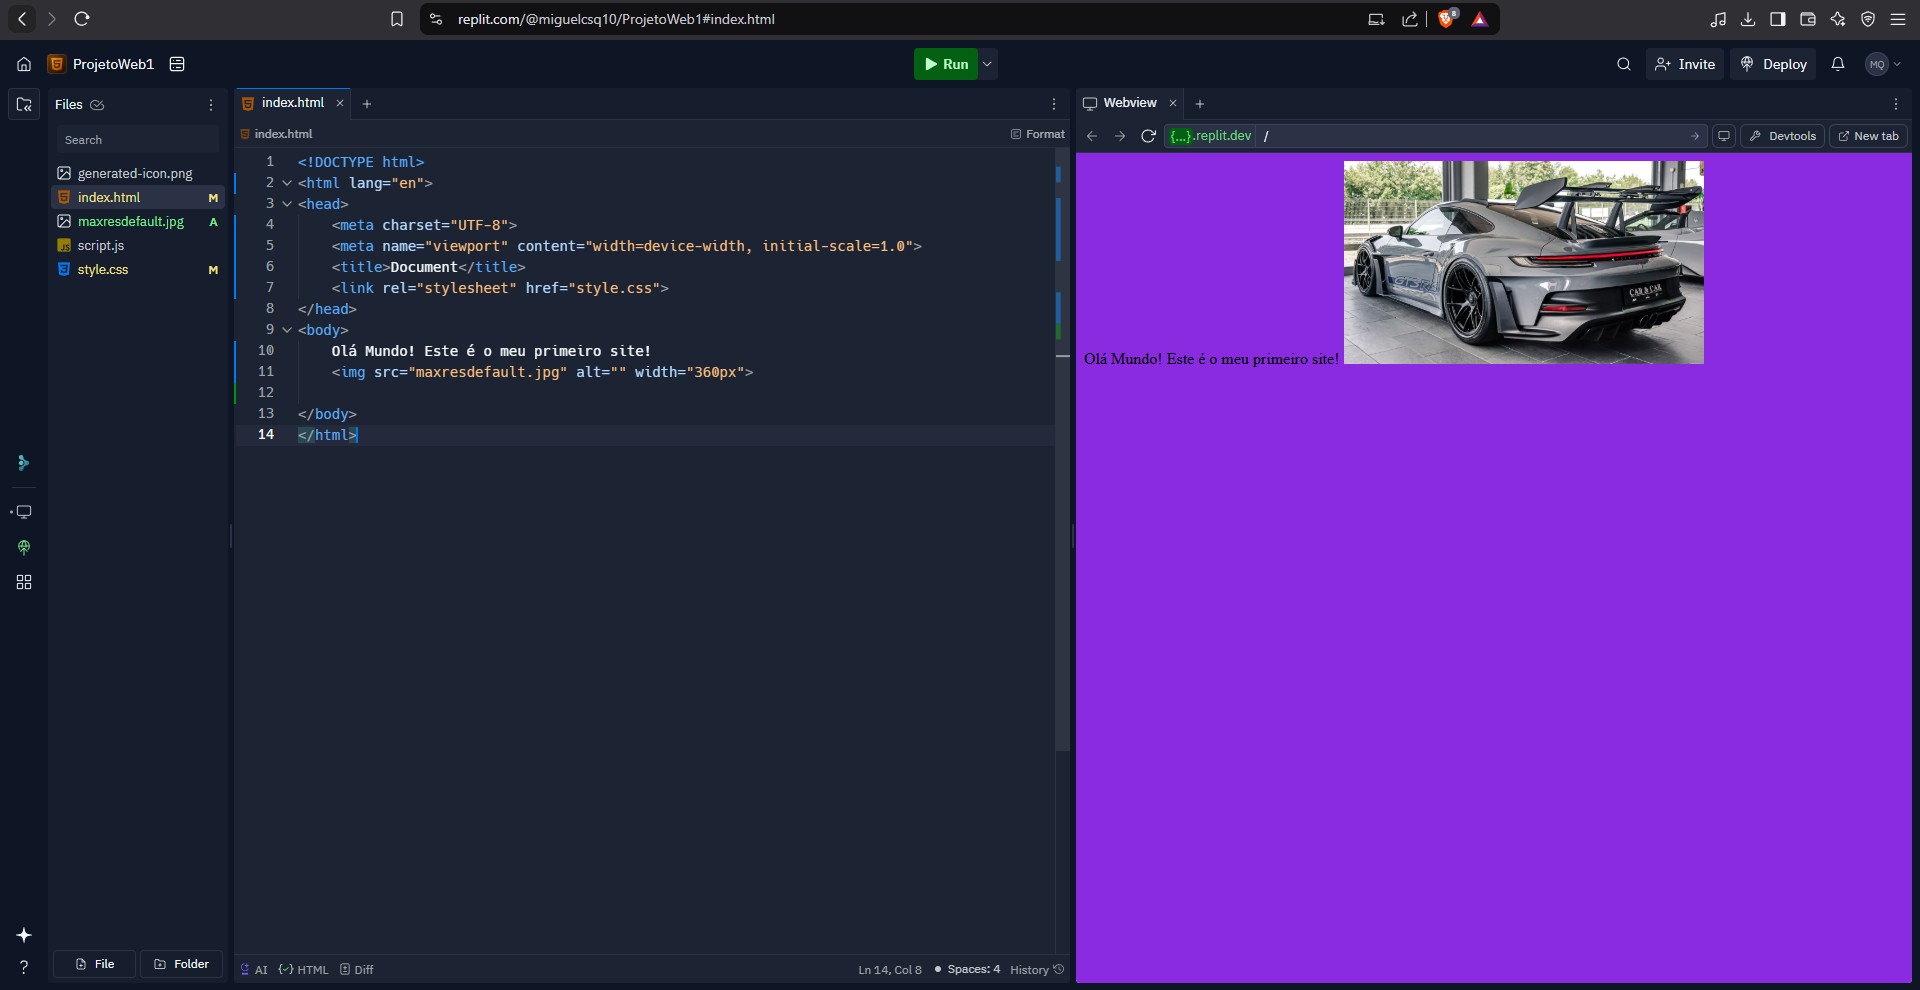 replit.com/@miguelcsq10/ProjetoWeb1#index.html
8
ProjetoWeb1
Run
Invite
Deploy
MQ
Files
Search
generated-icon.png
index.html M
maxresdefault.jpg A
script.js
style.css M
File
Folder
index.html
index.html
Format
1 <!DOCTYPE html>
2 <html lang="en">
3 <head>
4 <meta charset="UTF-8">
5 <meta name="viewport" content="width=device-width, initial-scale=1.0">
6 <title>Document</title>
7 <link rel="stylesheet" href="style.css">
8 </head>
9 <body>
10 Olá Mundo! Este é o meu primeiro site!
11 <img src="maxresdefault.jpg" alt="" width="360px">
12
13 </body>
14 </html>
AI
HTML
Diff
Ln 14, Col 8
Spaces: 4
History
Webview
{...}.replit.dev /
Devtools
New tab
CAR & CAR
Olá Mundo! Este é o meu primeiro site!